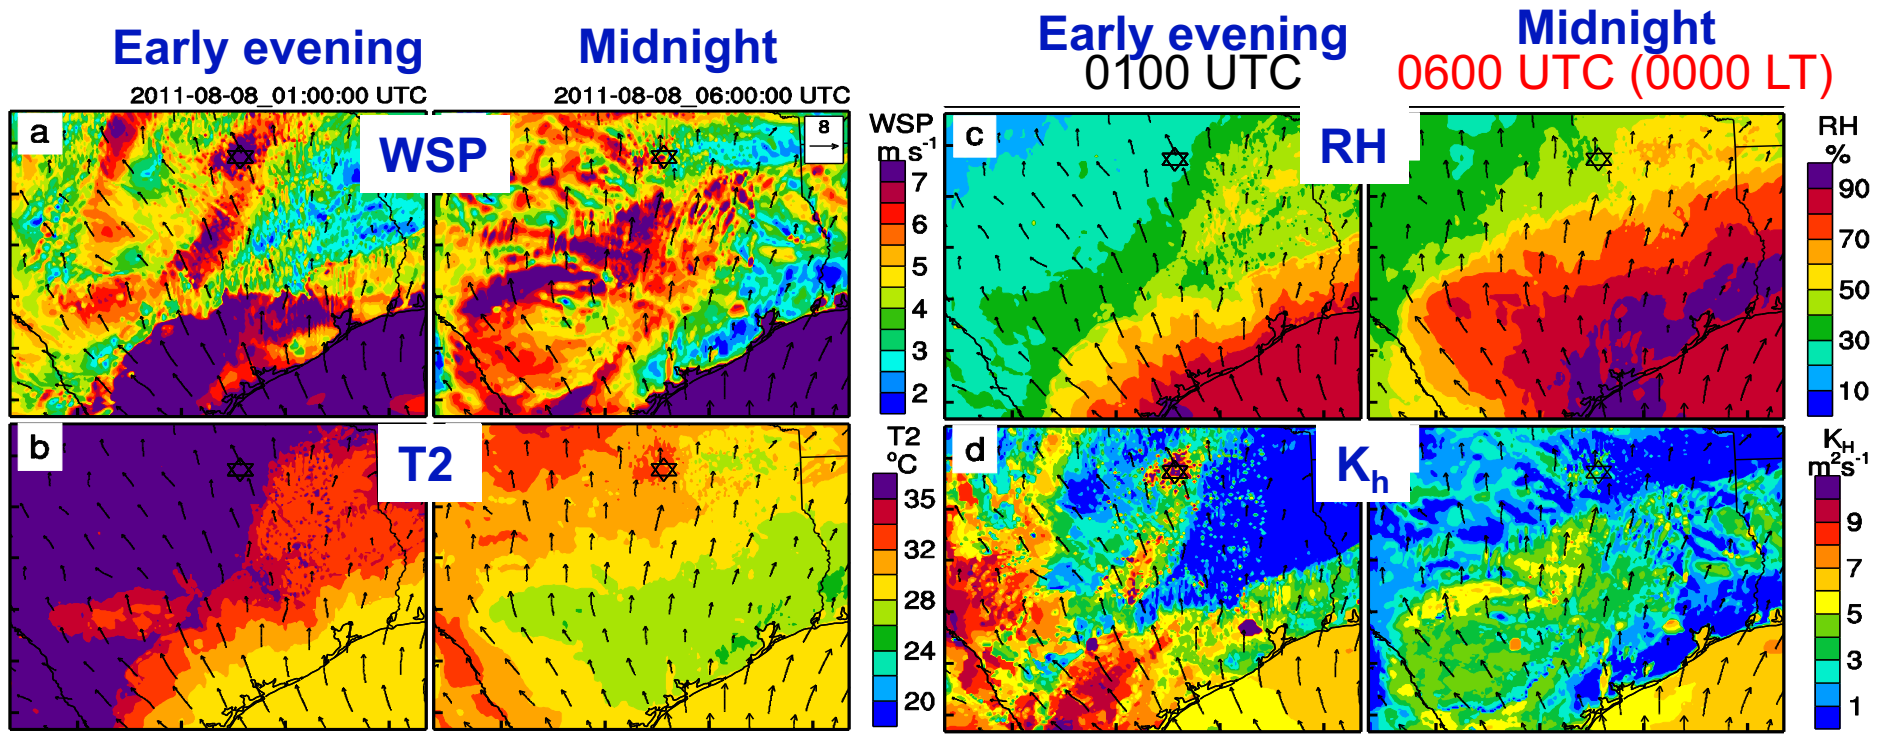 Early evening
Midnight
2011-08-08_01:00:00 UTC
2011-08-08_06:00:00 UTC
Early evening
0100 UTC
Midnight
0600 UTC (0000 LT)
a
WSP
8
WSP
m s-1
7
6
5
4
3
2
c
RH
RH
%
90
70
50
30
10
b
T2
T2
°C
35
32
28
24
20
d
Kh
KH
m2s-1
9
7
5
3
1